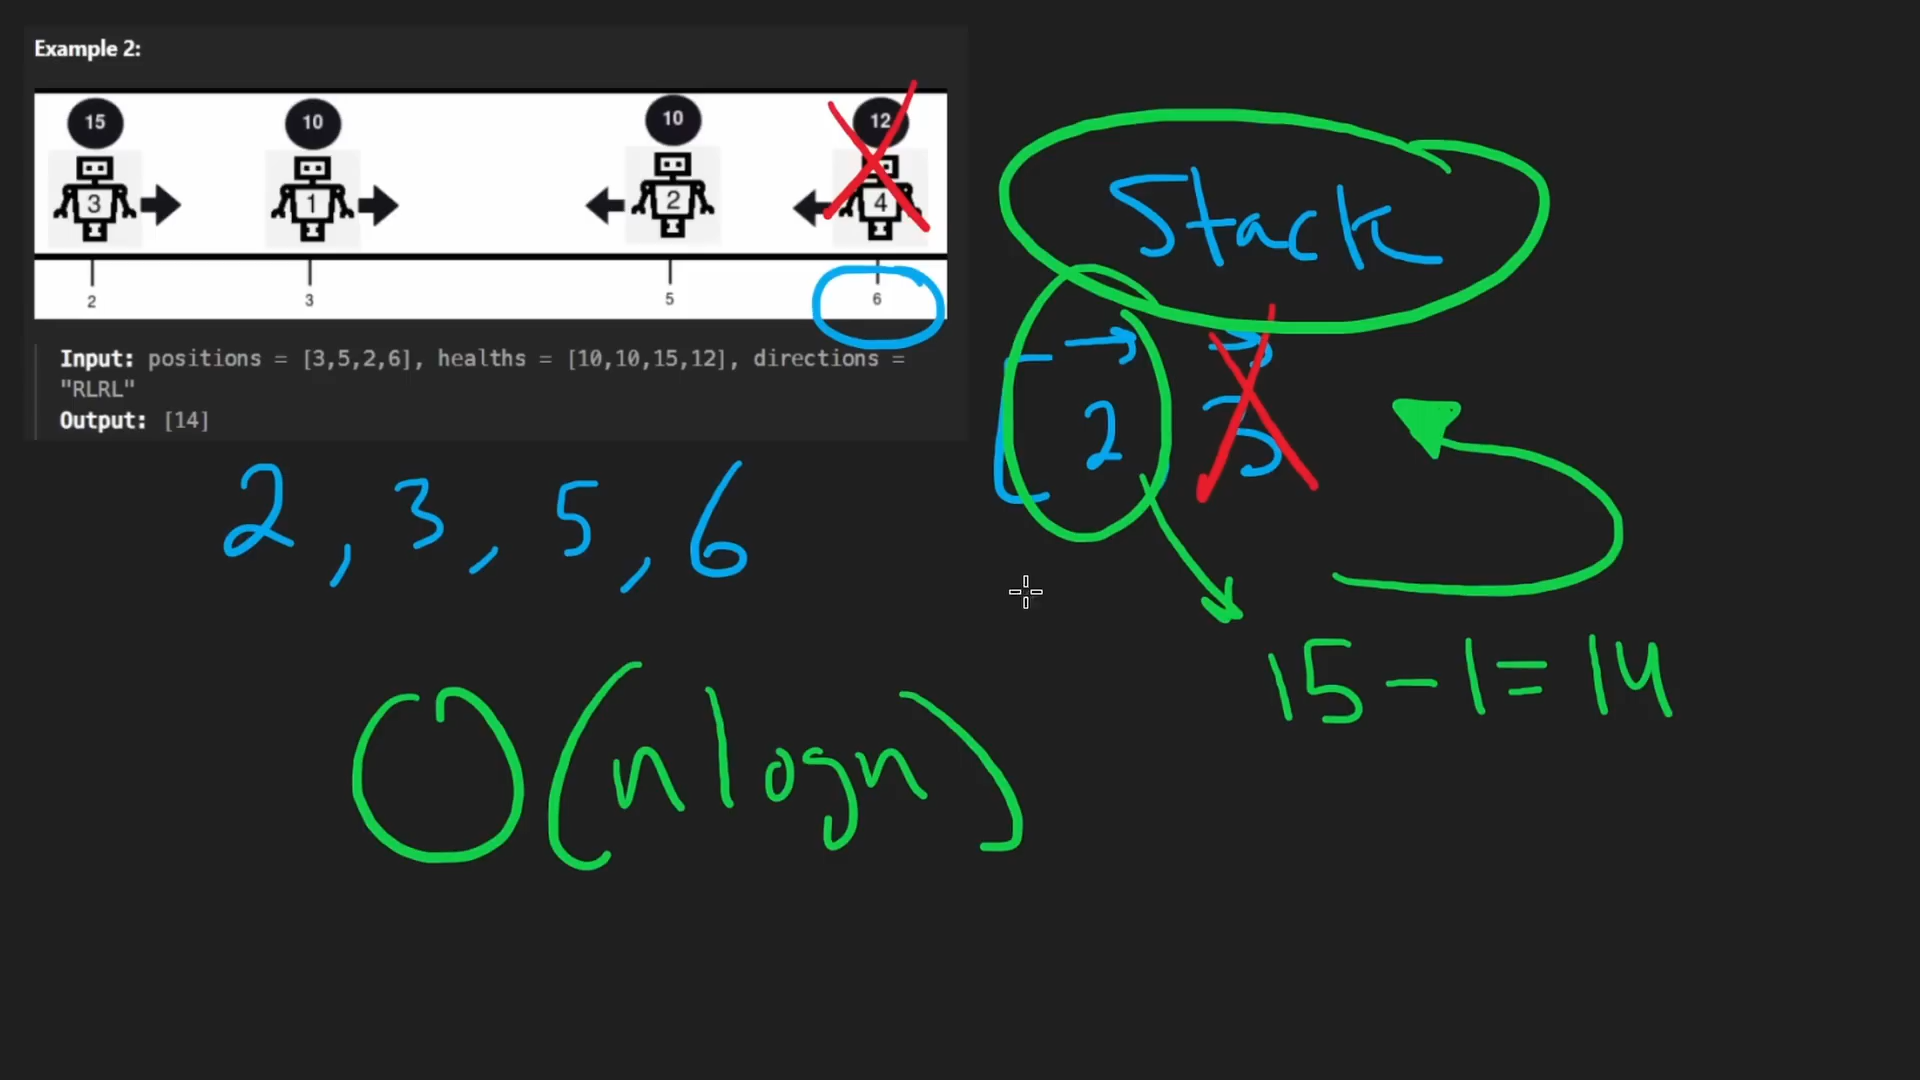 Example 2:
15 10 10 12
3 1 2 4
2 3 5 6
Input: positions = [3,5,2,6], healths = [10,10,15,12], directions =
"RLRL"
Output: [14]
Stack
2 3
2, 3, 5, 6
15-1=14
O(nlogn)